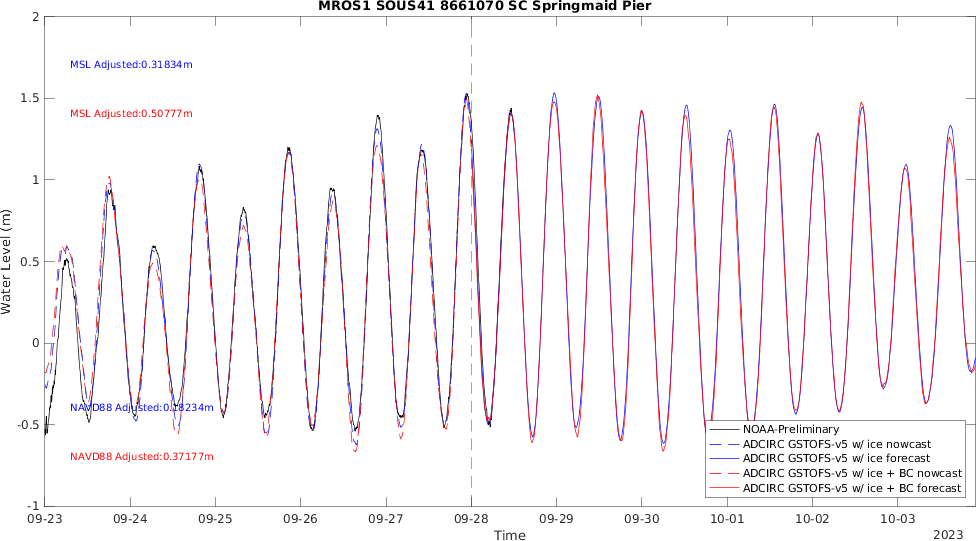 MROS1 SOUS41 8661070 SC Springmaid Pier
Water Level (m)
2
1.5
1
0.5
0
-0.5
-1
MSL Adjusted:0.31834m
MSL Adjusted:0.50777m
NAVD88 Adjusted:0.18234m
NAVD88 Adjusted:0.37177m
NOAA-Preliminary
ADCIRC GSTOFS-v5 w/ ice nowcast
ADCIRC GSTOFS-v5 w/ ice forecast
ADCIRC GSTOFS-v5 w/ ice + BC nowcast
ADCIRC GSTOFS-v5 w/ ice + BC forecast
09-23 09-24 09-25 09-26 09-27 09-28 09-29 09-30 10-01 10-02 10-03
Time
2023